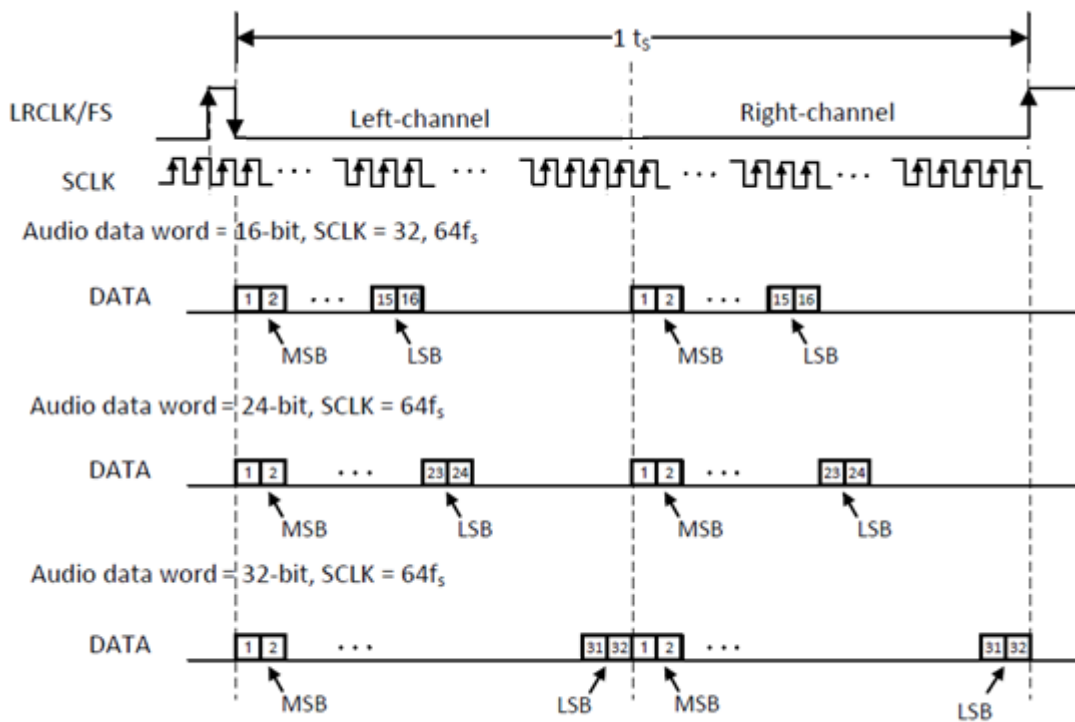 1 tₛ
LRCLK/FS Left-channel Right-channel
SCLK ... ... ... ...
Audio data word = 16-bit, SCLK = 32, 64fₛ
DATA 1 2 ... 15 16 1 2 ... 15 16
MSB LSB MSB LSB
Audio data word = 24-bit, SCLK = 64fₛ
DATA 1 2 ... 23 24 1 2 ... 23 24
MSB LSB MSB LSB
Audio data word = 32-bit, SCLK = 64fₛ
DATA 1 2 ... 31 32 1 2 ... 31 32
MSB LSB MSB LSB